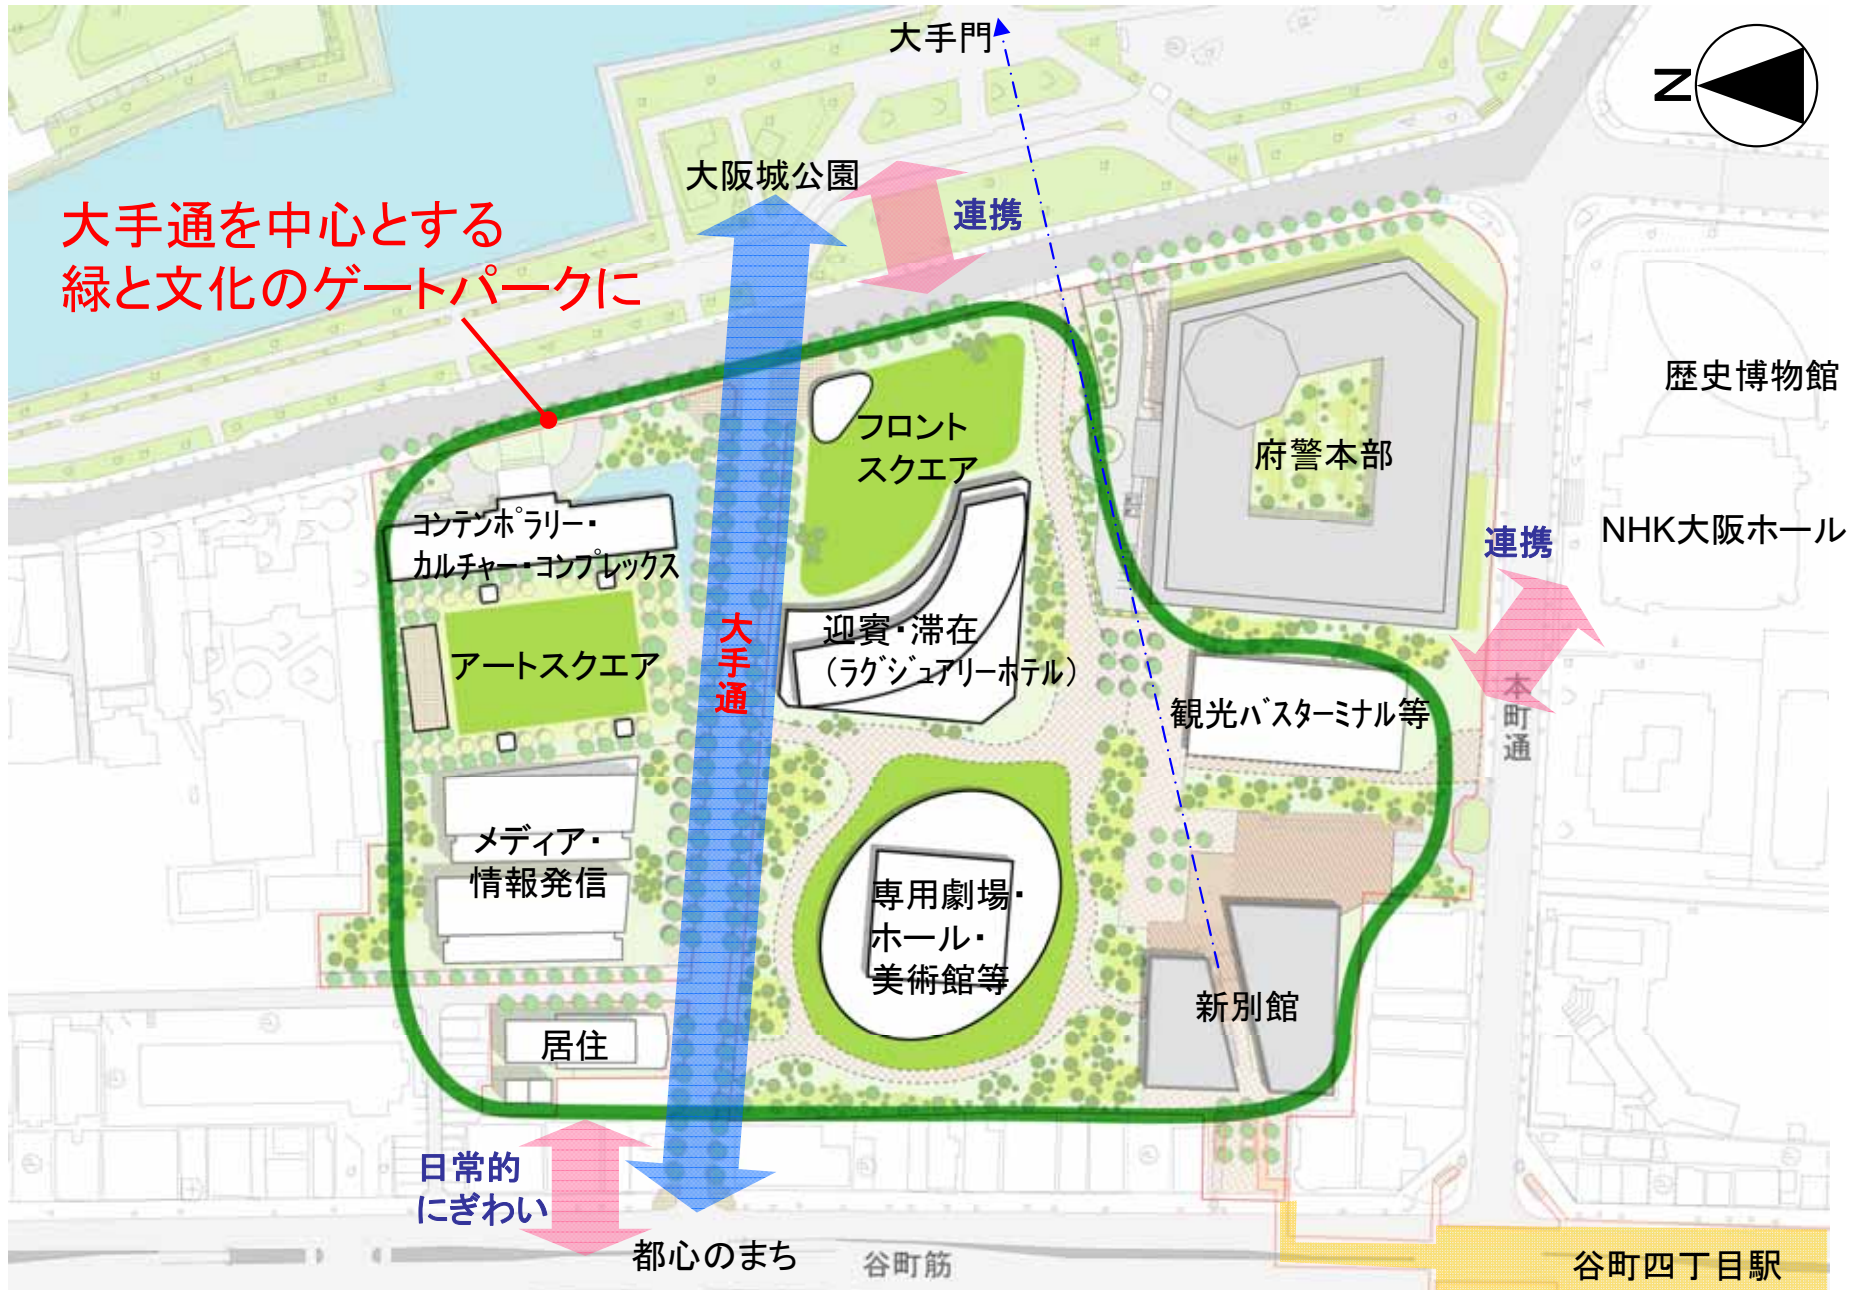 大手門
N
大阪城公園
連携
大手通を中心とする
緑と文化のゲートパークに
歴史博物館
フロント
スクエア
府警本部
コンテンポラリー・
カルチャー・コンプレックス
NHK大阪ホール
連携
大手通
迎賓・滞在
（ラグジュアリーホテル）
アートスクエア
観光バスターミナル等
本町通
メディア・
情報発信
専用劇場・
ホール・
美術館等
新別館
居住
日常的
にぎわい
都心のまち
谷町筋
谷町四丁目駅